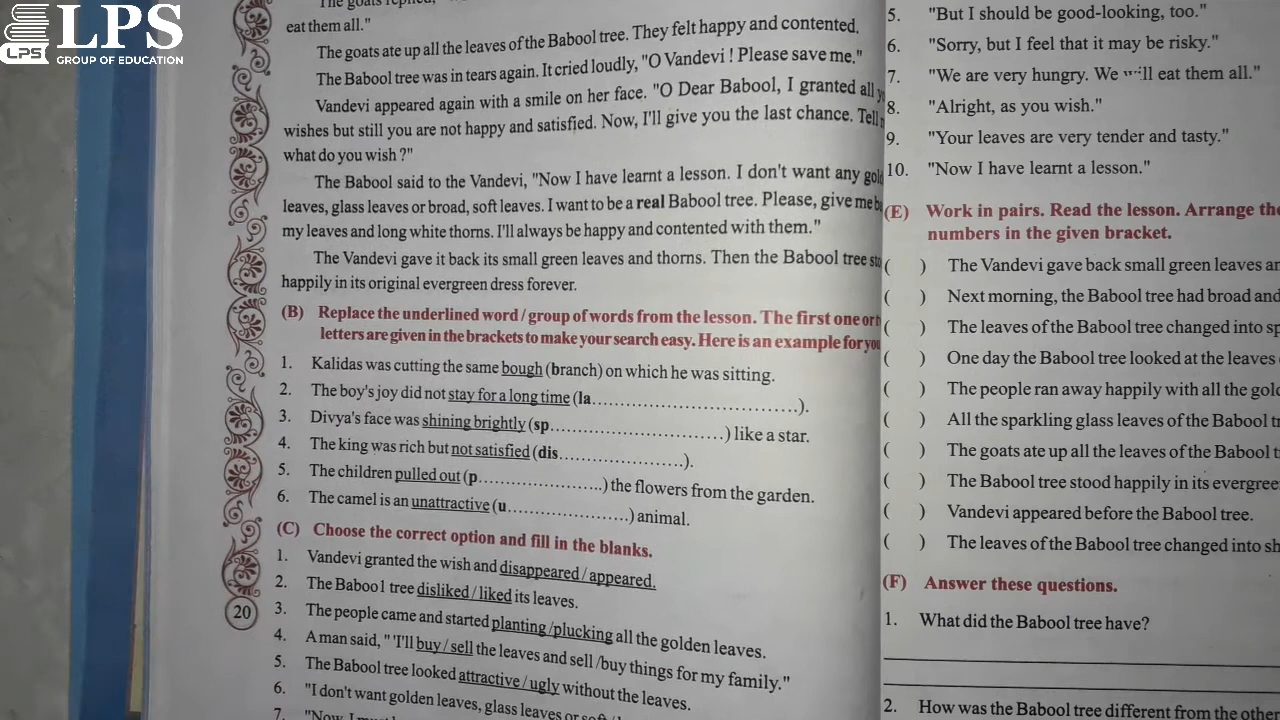 LPS
LPS
GROUP OF EDUCATION
The goats replied,
eat them all."
The goats ate up all the leaves of the Babool tree. They felt happy and contented.
The Babool tree was in tears again. It cried loudly, "O Vandevi ! Please save me."
Vandevi appeared again with a smile on her face. "O Dear Babool, I granted all
wishes but still you are not happy and satisfied. Now, I'll give you the last chance. Tell
what do you wish ?"
The Babool said to the Vandevi, "Now I have learnt a lesson. I don't want any gold
leaves, glass leaves or broad, soft leaves. I want to be a real Babool tree. Please, give me
my leaves and long white thorns. I'll always be happy and contented with them."
The Vandevi gave it back its small green leaves and thorns. Then the Babool tree
happily in its original evergreen dress forever.
(B) Replace the underlined word / group of words from the lesson. The first one or
letters are given in the brackets to make your search easy. Here is an example for you
1. Kalidas was cutting the same bough (branch) on which he was sitting.
2. The boy's joy did not stay for a long time (la..............................).
3. Divya's face was shining brightly (sp.........................) like a star.
4. The king was rich but not satisfied (dis..................).
5. The children pulled out (p..................) the flowers from the garden.
6. The camel is an unattractive (u..................) animal.
(C) Choose the correct option and fill in the blanks.
1. Vandevi granted the wish and disappeared / appeared.
2. The Babool tree disliked / liked its leaves.
3. The people came and started planting /plucking all the golden leaves.
4. A man said, " 'I'll buy / sell the leaves and sell /buy things for my family."
5. The Babool tree looked attractive / ugly without the leaves.
6. "I don't want golden leaves, glass leaves or
7. "Now I
20
5. "But I should be good-looking, too."
6. "Sorry, but I feel that it may be risky."
7. "We are very hungry. We will eat them all."
8. "Alright, as you wish."
9. "Your leaves are very tender and tasty."
10. "Now I have learnt a lesson."
(E) Work in pairs. Read the lesson. Arrange the
numbers in the given bracket.
( ) The Vandevi gave back small green leaves
( ) Next morning, the Babool tree had broad and
( ) The leaves of the Babool tree changed into
( ) One day the Babool tree looked at the leaves
( ) The people ran away happily with all the
( ) All the sparkling glass leaves of the Babool
( ) The goats ate up all the leaves of the Babool
( ) The Babool tree stood happily in its
( ) Vandevi appeared before the Babool tree.
( ) The leaves of the Babool tree changed into
(F) Answer these questions.
1. What did the Babool tree have?
2. How was the Babool tree different from the other